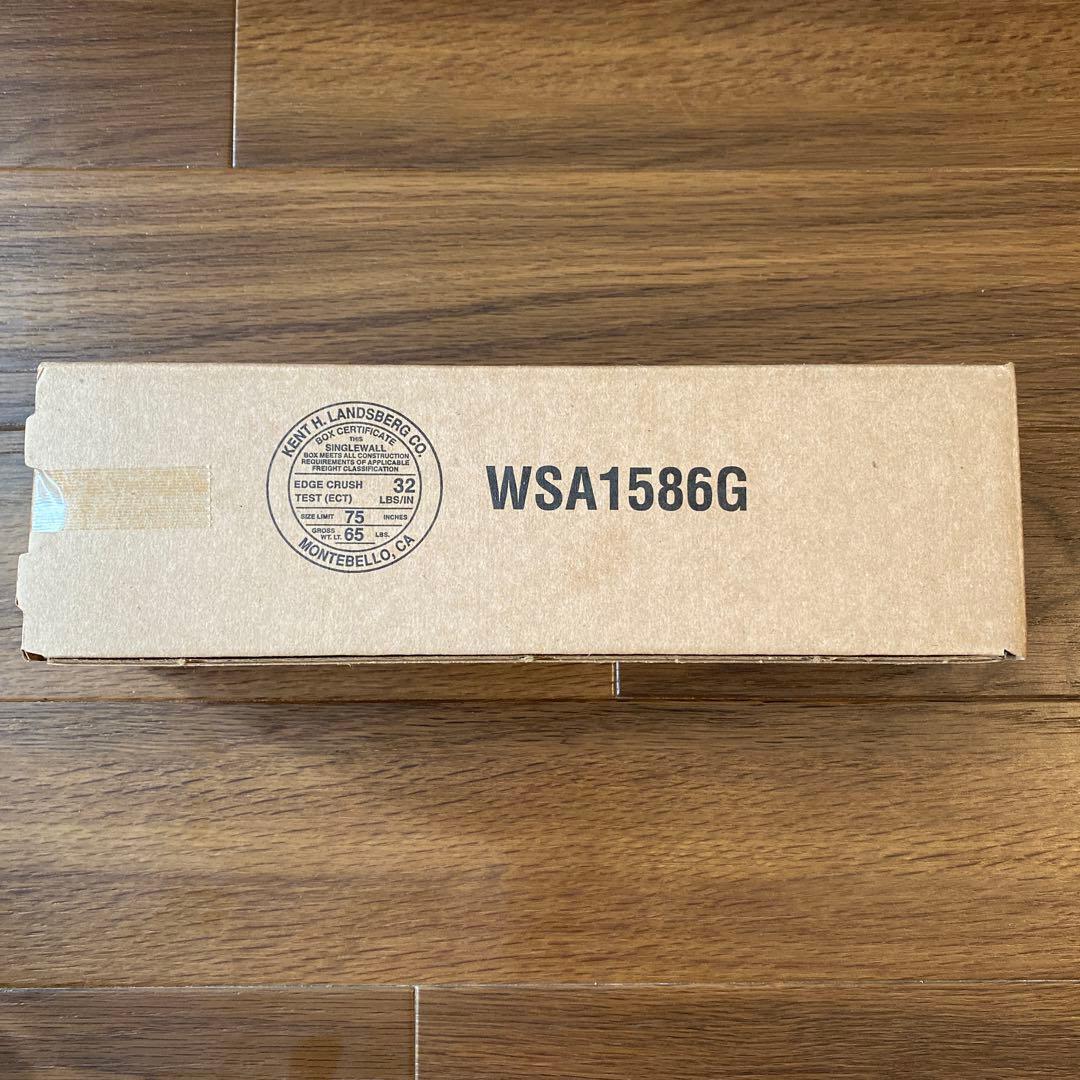 KENT H. LANDSBERG CO.
BOX CERTIFICATE
THIS
SINGLEWALL
BOX MEETS ALL CONSTRUCTION
REQUIREMENTS OF APPLICABLE
FREIGHT CLASSIFICATION
EDGE CRUSH 32
TEST (ECT) LBS/IN
SIZE LIMIT 75 INCHES
GROSS
WT. LT. 65 LBS.
MONTEBELLO, CA
WSA1586G